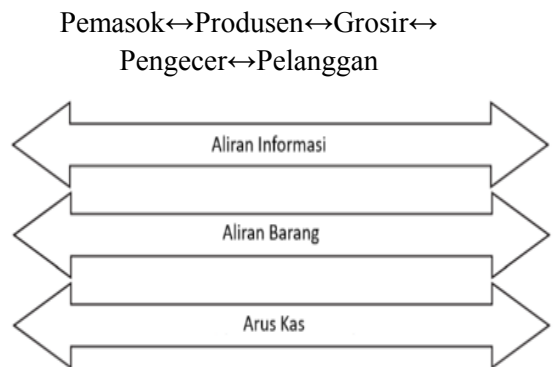 Pemasok↔Produsen↔Grosir↔
Pengecer↔Pelanggan
Aliran Informasi
Aliran Barang
Arus Kas